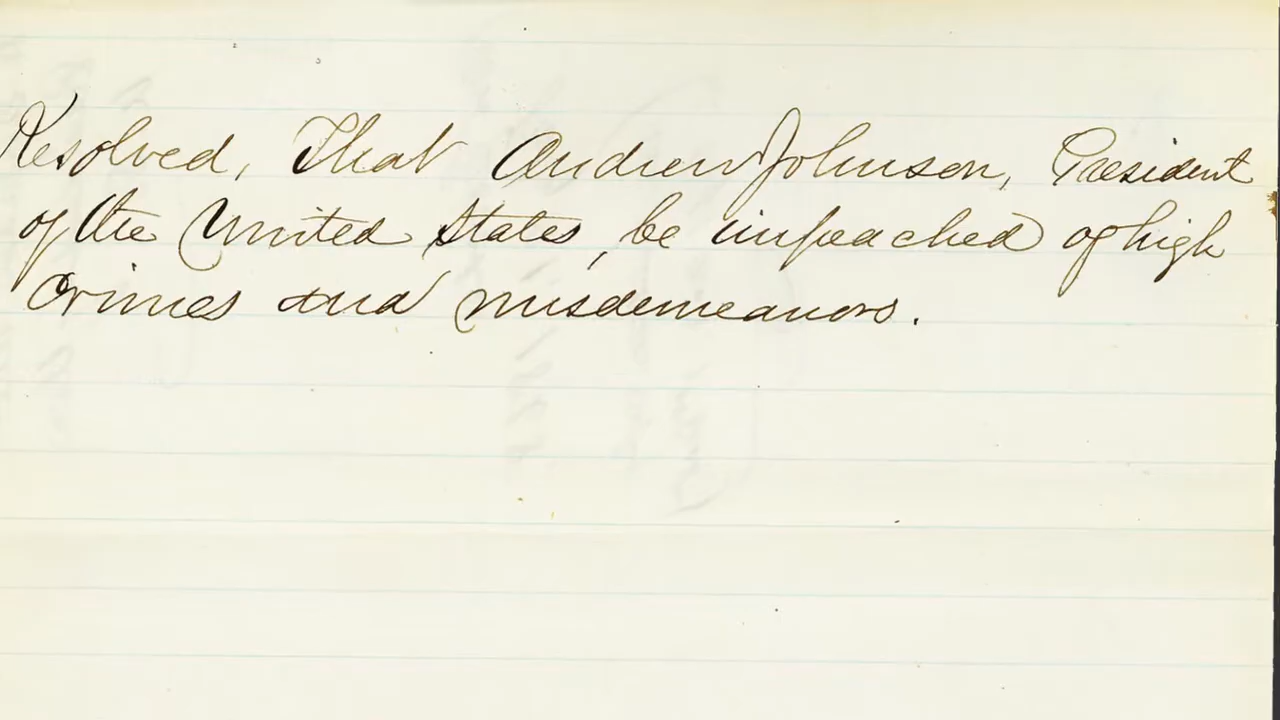 Resolved, That Andrew Johnson, President
of the United States, be impeached of high
crimes and misdemeanors.